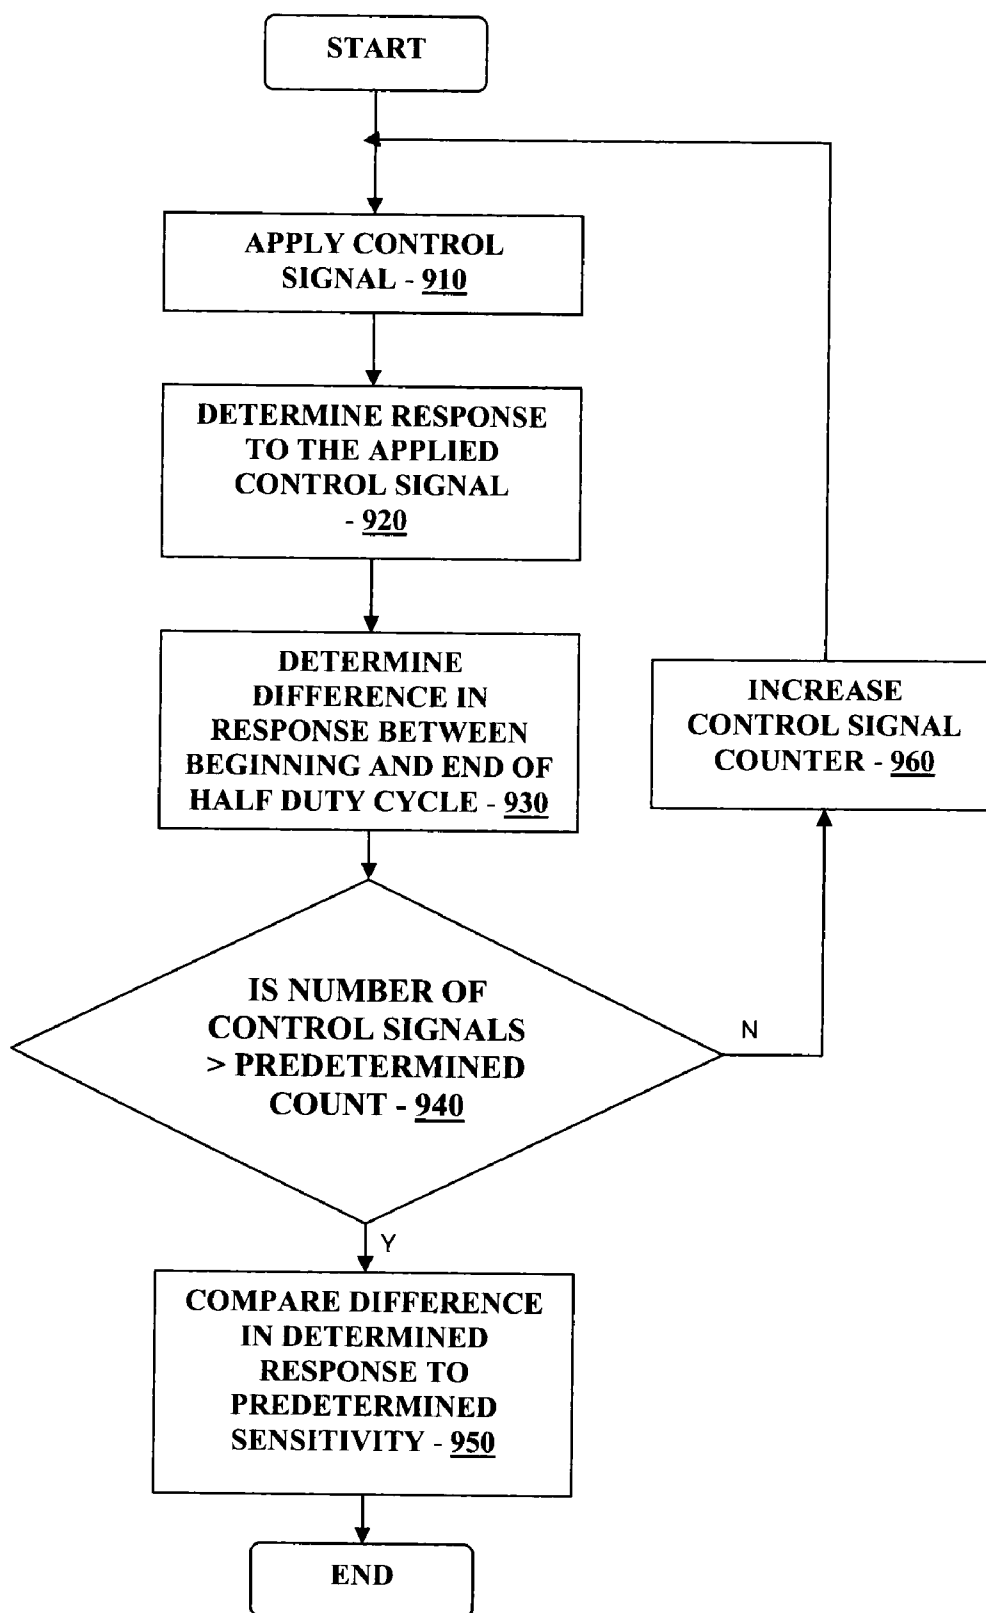 START
APPLY CONTROL
SIGNAL - 910
DETERMINE RESPONSE
TO THE APPLIED
CONTROL SIGNAL
- 920
DETERMINE
DIFFERENCE IN
RESPONSE BETWEEN
BEGINNING AND END OF
HALF DUTY CYCLE - 930
INCREASE
CONTROL SIGNAL
COUNTER - 960
IS NUMBER OF
CONTROL SIGNALS
> PREDETERMINED
COUNT - 940
N
Y
COMPARE DIFFERENCE
IN DETERMINED
RESPONSE TO
PREDETERMINED
SENSITIVITY - 950
END